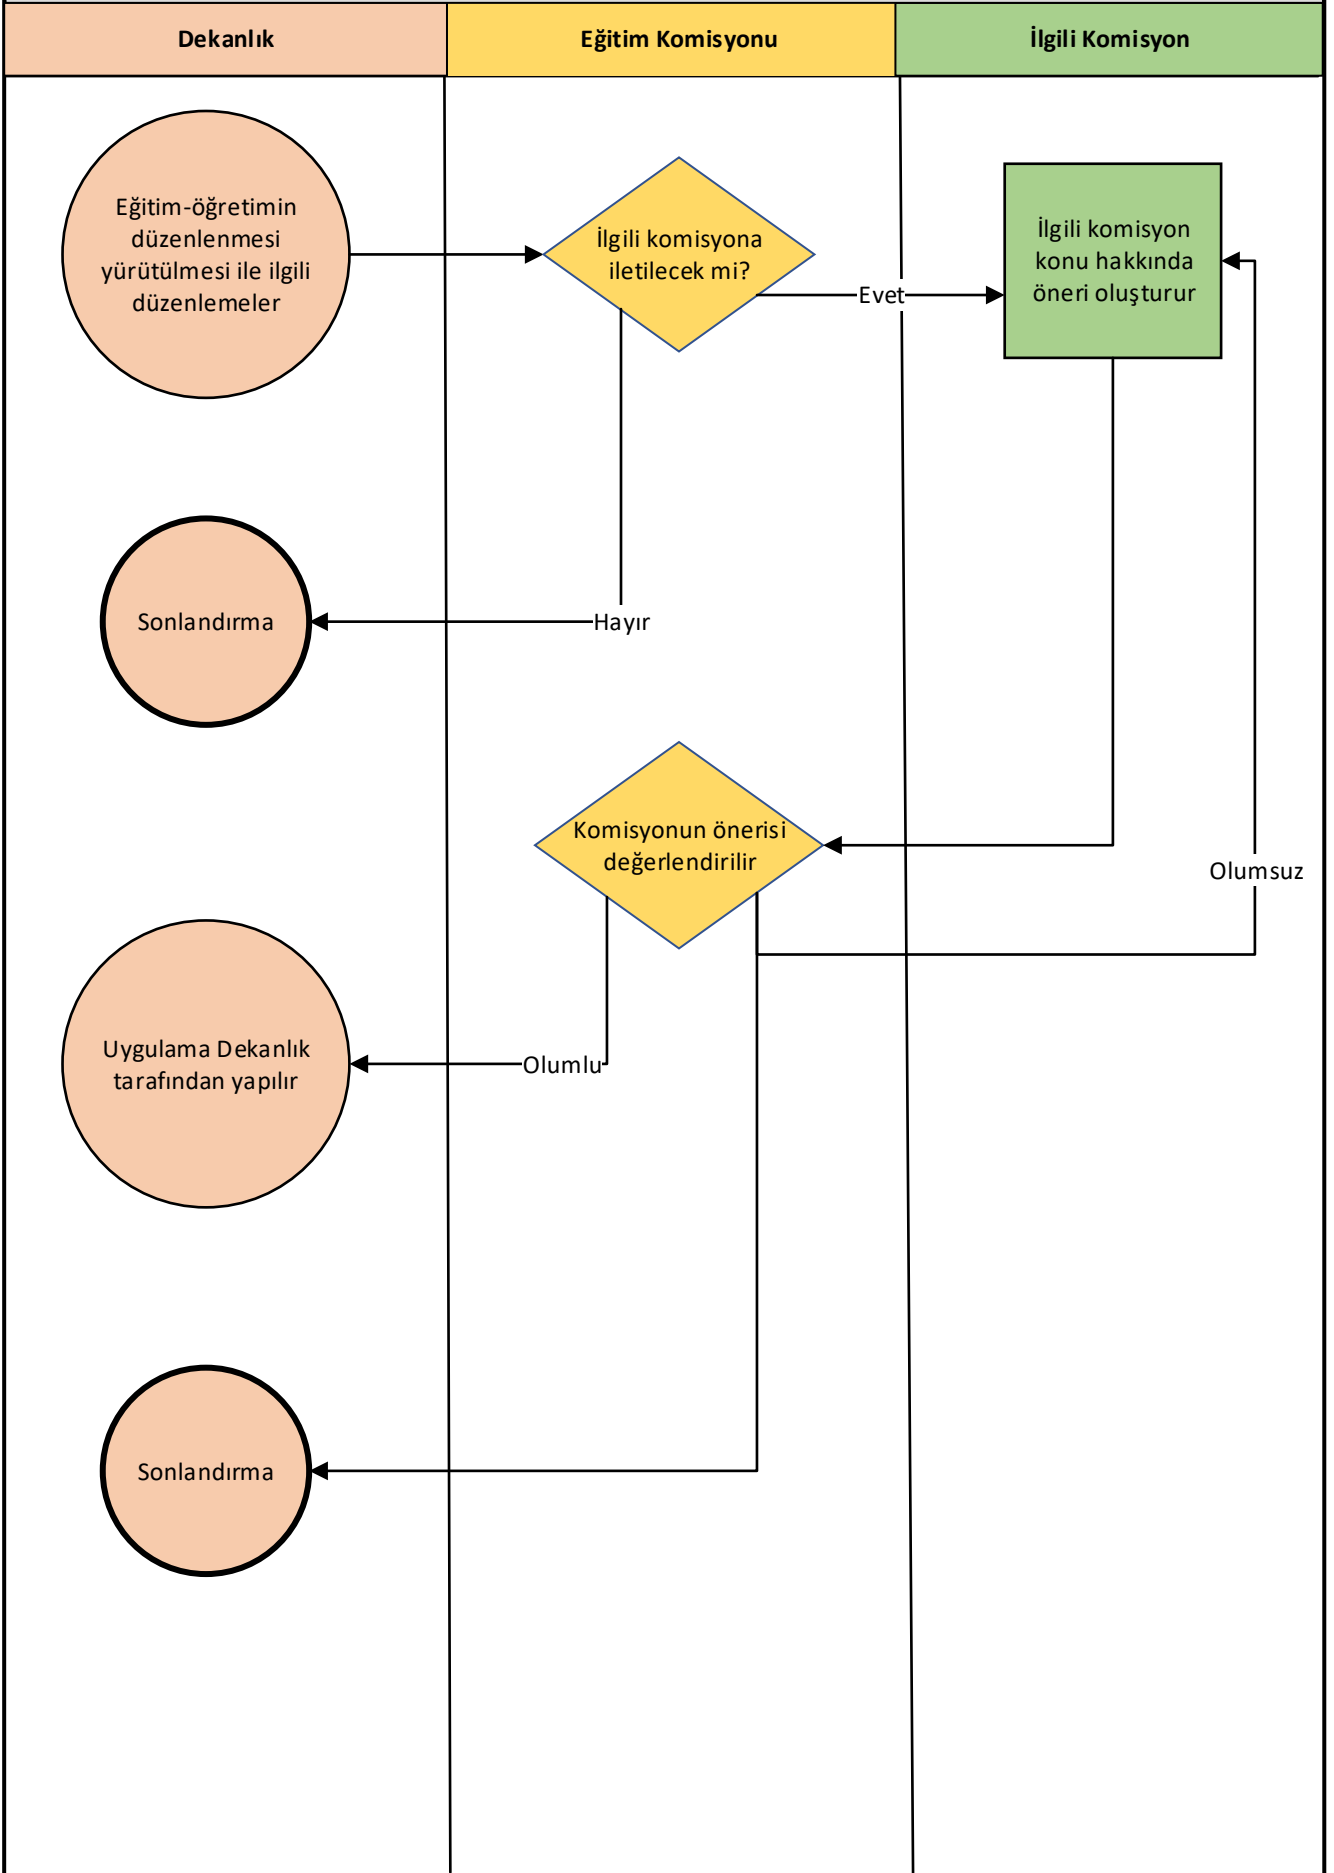 Dekanlık
Eğitim Komisyonu
İlgili Komisyon
Eğitim-öğretimin
düzenlenmesi
yürütülmesi ile ilgili
düzenlemeler
İlgili komisyona
iletilecek mi?
Evet
İlgili komisyon
konu hakkında
öneri oluşturur
Sonlandırma
Hayır
Komisyonun önerisi
değerlendirilir
Olumsuz
Uygulama Dekanlık
tarafından yapılır
Olumlu
Sonlandırma